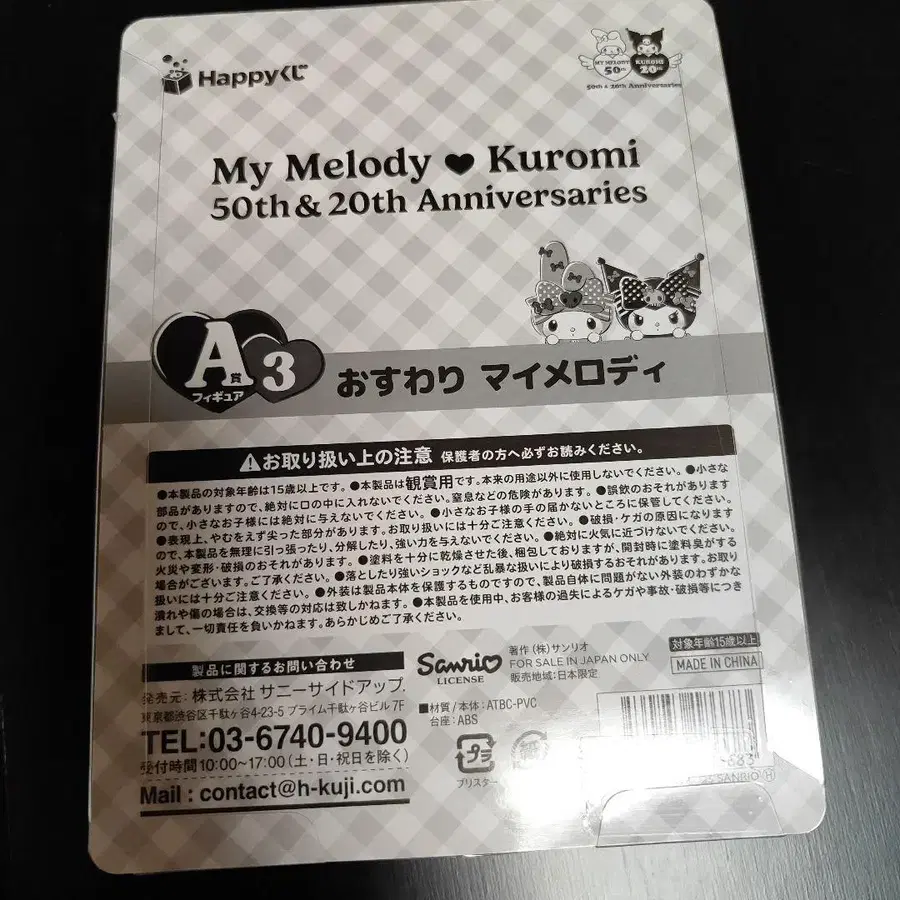 Happyくじ
MY MELODY 50th
KUROMI 20th
50th & 20th Anniversaries
My Melody ♥ Kuromi
50th & 20th Anniversaries
A賞 3
フィギュア
おすわり マイメロディ
⚠お取り扱い上の注意 保護者の方へ必ずお読みください。
●本製品の対象年齢は15歳以上です。●本製品は観賞用です。本来の用途以外に使用しないでください。●小さな
部品がありますので、絶対に口の中に入れないでください。窒息などの危険があります。●誤飲のおそれがあります
ので、小さなお子様には絶対に与えないでください。●小さなお子様の手の届かないところに保管してください。
●表現上、やむをえず尖った部分があります。お取り扱いには十分ご注意ください。●破損・ケガの原因になります
ので、本製品を無理に引っ張ったり、分解したり、強い力を与えないでください。●絶対に火気に近づけないでください。
火災や変形・破損のおそれがあります。●塗料を十分に乾燥させた後、梱包しておりますが、開封時に塗料臭がする
場合がございます。ご了承ください。●落としたり強いショックなど乱暴な扱いにより破損するおそれがあります。お取り
扱いには十分ご注意ください。●外装は製品本体を保護するものですので、製品自体に問題がない外装のわずかな
潰れや傷の場合は、交換等の対応は致しかねます。●本製品を使用中、お客様の過失によるケガや事故・破損等につき
まして、一切責任を負いかねます。あらかじめご了承ください。
製品に関するお問い合わせ
発売元：株式会社 サニーサイドアップ
東京都渋谷区千駄ヶ谷4-23-5 プライム千駄ヶ谷ビル 7F
TEL:03-6740-9400
受付時間10:00~17:00（土・日・祝日を除く）
Mail : contact@h-kuji.com
Sanrio
LICENSE
著作（株）サンリオ
FOR SALE IN JAPAN ONLY
販売地域：日本限定
対象年齢15歳以上
MADE IN CHINA
■材質／本体：ATBC-PVC
台座：ABS
プラ
ブリスター
SANRIO